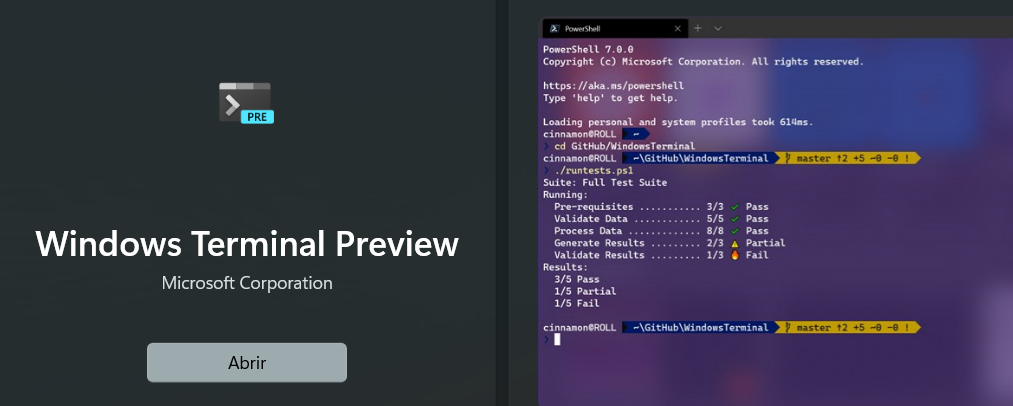 PRE
Windows Terminal Preview
Microsoft Corporation
Abrir
PowerShell
PowerShell 7.0.0
Copyright (c) Microsoft Corporation. All rights reserved.
https://aka.ms/powershell
Type 'help' to get help.
Loading personal and system profiles took 614ms.
cinnamon@ROLL ~
> cd GitHub/WindowsTerminal
cinnamon@ROLL ~\GitHub\WindowsTerminal master ↑2 +5 ~0 -0 !
> ./runtests.ps1
Suite: Full Test Suite
Running:
Pre-requisites ........... 3/3 ✓ Pass
Validate Data ............ 5/5 ✓ Pass
Process Data ............. 8/8 ✓ Pass
Generate Results ......... 2/3 ⚠ Partial
Validate Results ......... 1/3 🔥 Fail
Results:
3/5 Pass
1/5 Partial
1/5 Fail
cinnamon@ROLL ~\GitHub\WindowsTerminal master ↑2 +5 ~0 -0 !
>